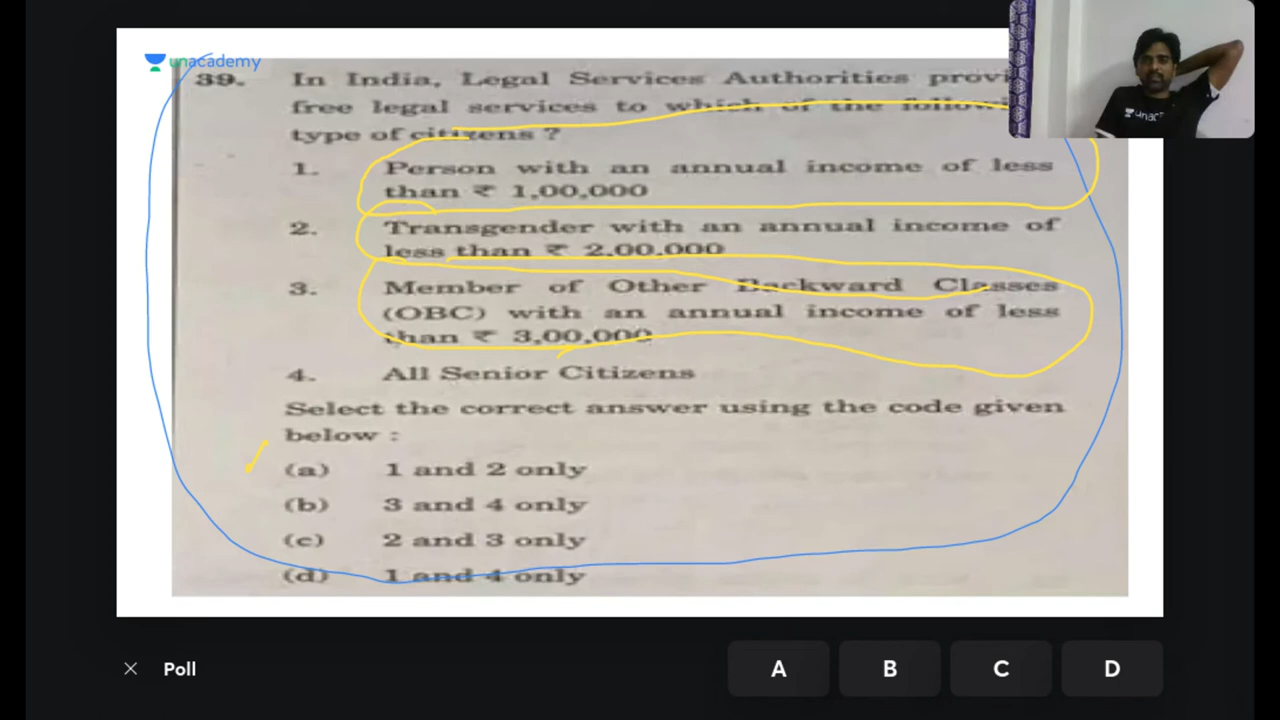 unacademy
39. In India, Legal Services Authorities provi
free legal services to which of the followi
type of citizens ?
1. Person with an annual income of less
than ₹ 1,00,000
2. Transgender with an annual income of
less than ₹ 2,00,000
3. Member of Other Backward Classes
(OBC) with an annual income of less
than ₹ 3,00,000
4. All Senior Citizens
Select the correct answer using the code given
below :
(a) 1 and 2 only
(b) 3 and 4 only
(c) 2 and 3 only
(d) 1 and 4 only
unac
× Poll
A B C D